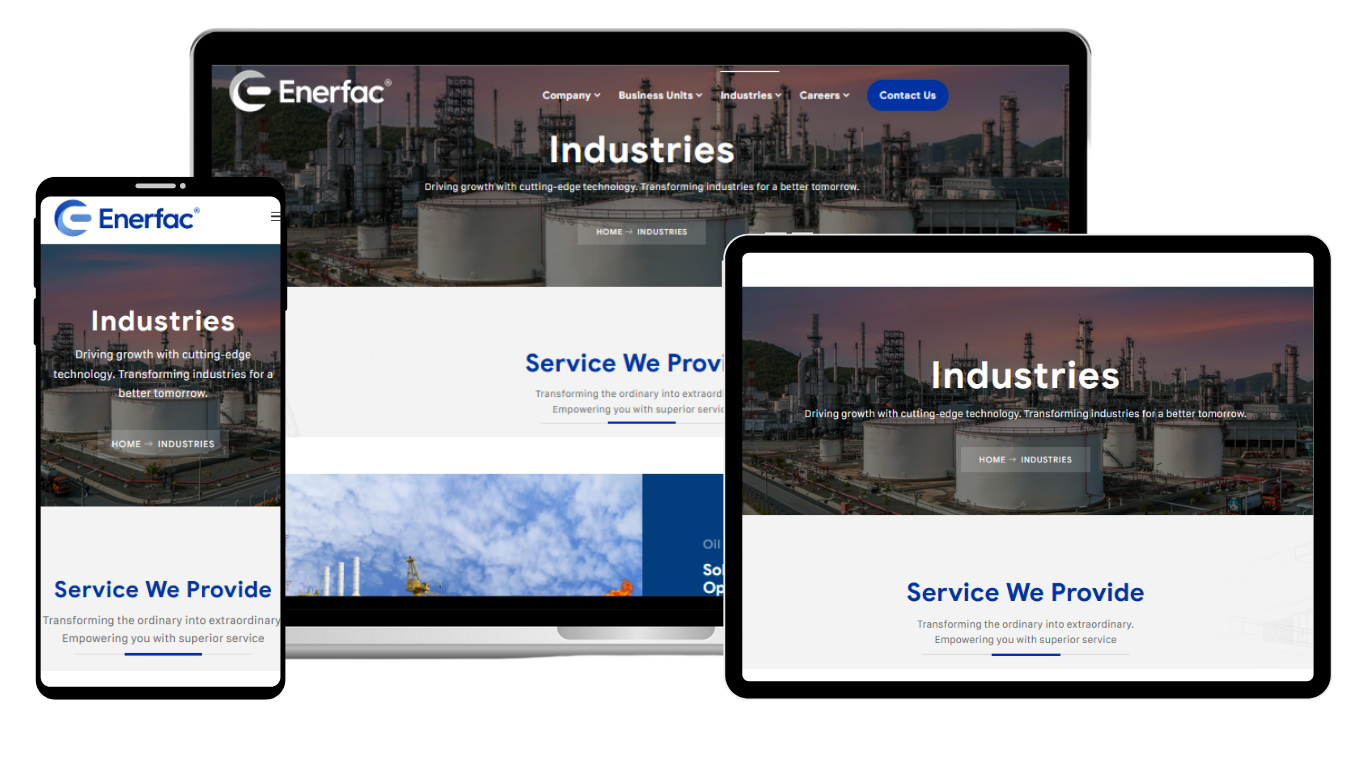 Enerfac®
Company
Business Units
Industries
Careers
Contact Us
Industries
Driving growth with cutting-edge technology. Transforming industries for a better tomorrow.
HOME → INDUSTRIES
Service We Provi
Transforming the ordinary into extraord
Empowering you with superior servic
Oil
Sol
Op
Enerfac®
Industries
Driving growth with cutting-edge
technology. Transforming industries for a
better tomorrow.
HOME → INDUSTRIES
Service We Provide
Transforming the ordinary into extraordinary
Empowering you with superior service
Industries
Driving growth with cutting-edge technology. Transforming industries for a better tomorrow.
HOME → INDUSTRIES
Service We Provide
Transforming the ordinary into extraordinary.
Empowering you with superior service